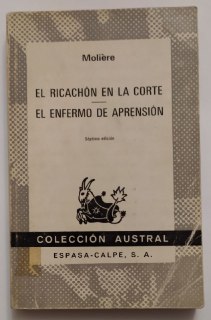 Molière
EL RICACHÓN EN LA CORTE
EL ENFERMO DE APRENSIÓN
Séptima edición
COLECCIÓN AUSTRAL
ESPASA-CALPE, S. A.